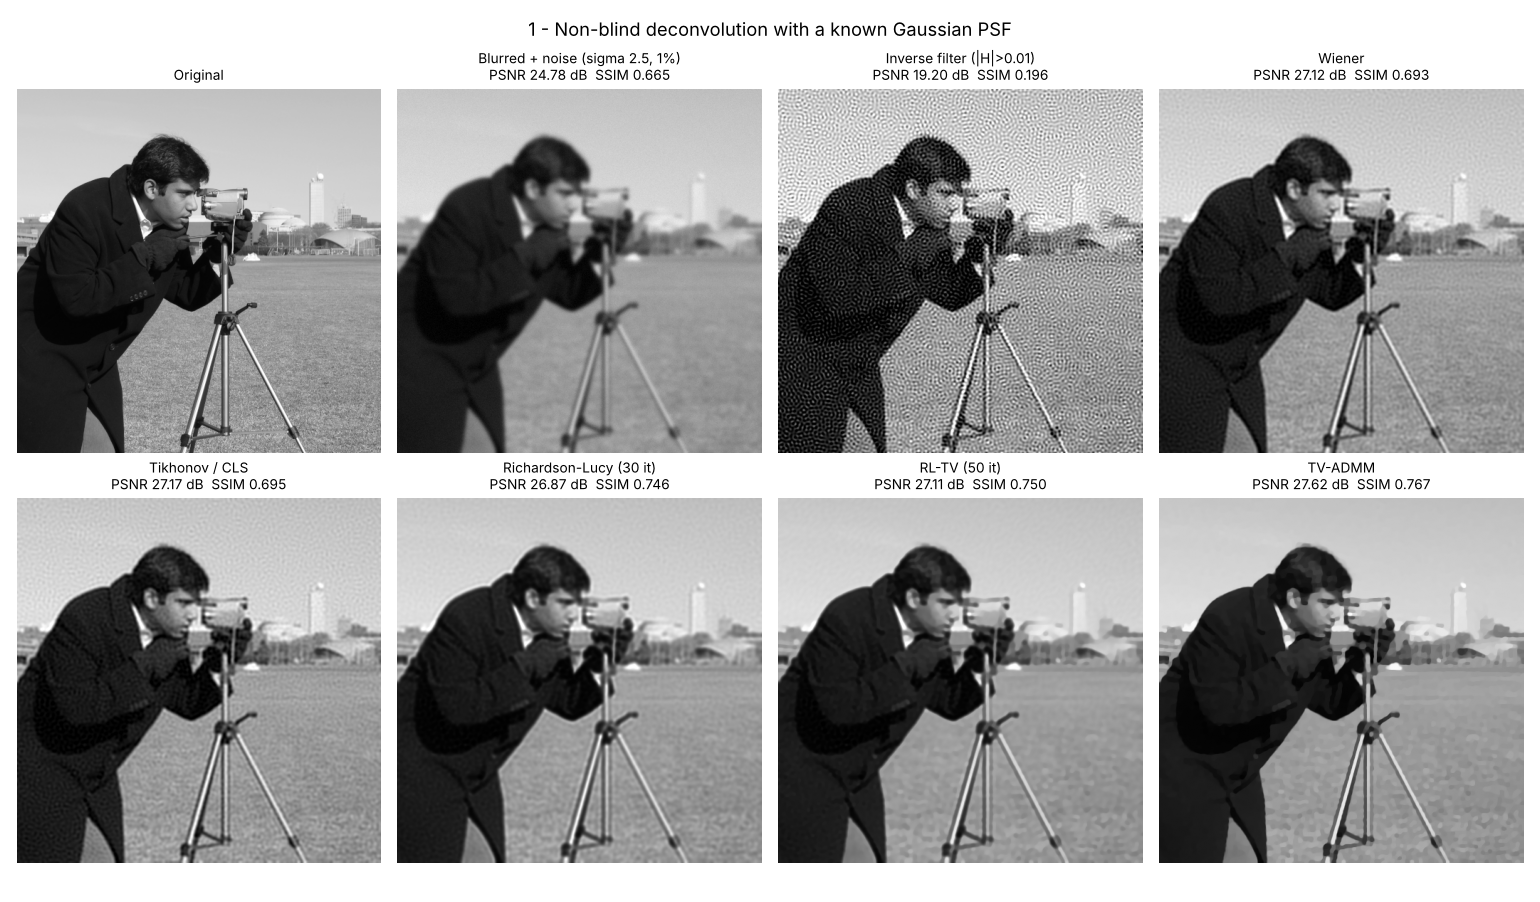 1 - Non-blind deconvolution with a known Gaussian PSF
Original
Blurred + noise (sigma 2.5, 1%)
PSNR 24.78 dB  SSIM 0.665
Inverse filter (|H|>0.01)
PSNR 19.20 dB  SSIM 0.196
Wiener
PSNR 27.12 dB  SSIM 0.693
Tikhonov / CLS
PSNR 27.17 dB  SSIM 0.695
Richardson-Lucy (30 it)
PSNR 26.87 dB  SSIM 0.746
RL-TV (50 it)
PSNR 27.11 dB  SSIM 0.750
TV-ADMM
PSNR 27.62 dB  SSIM 0.767